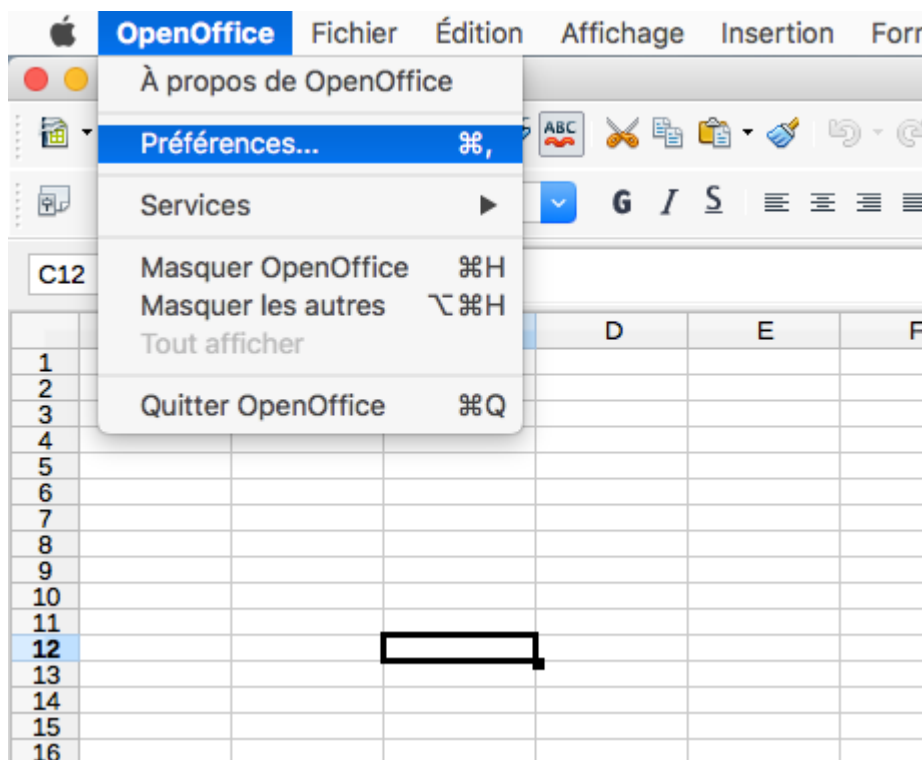 OpenOffice Fichier Édition Affichage Insertion Forr
À propos de OpenOffice
Préférences... ⌘,
ABC
Services ▶
G I S
Masquer OpenOffice ⌘H
C12
Masquer les autres ⌥⌘H
Tout afficher
D E F
Quitter OpenOffice ⌘Q
1
2
3
4
5
6
7
8
9
10
11
12
13
14
15
16